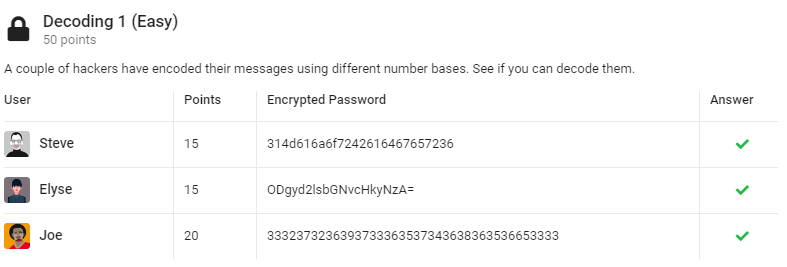 Decoding 1 (Easy)
50 points
A couple of hackers have encoded their messages using different number bases. See if you can decode them.
User Points Encrypted Password Answer
Steve 15 314d616a6f7242616467657236
Elyse 15 ODgyd2lsbGNvcHkyNzA=
Joe 20 3332373236393733363537343638363536653333